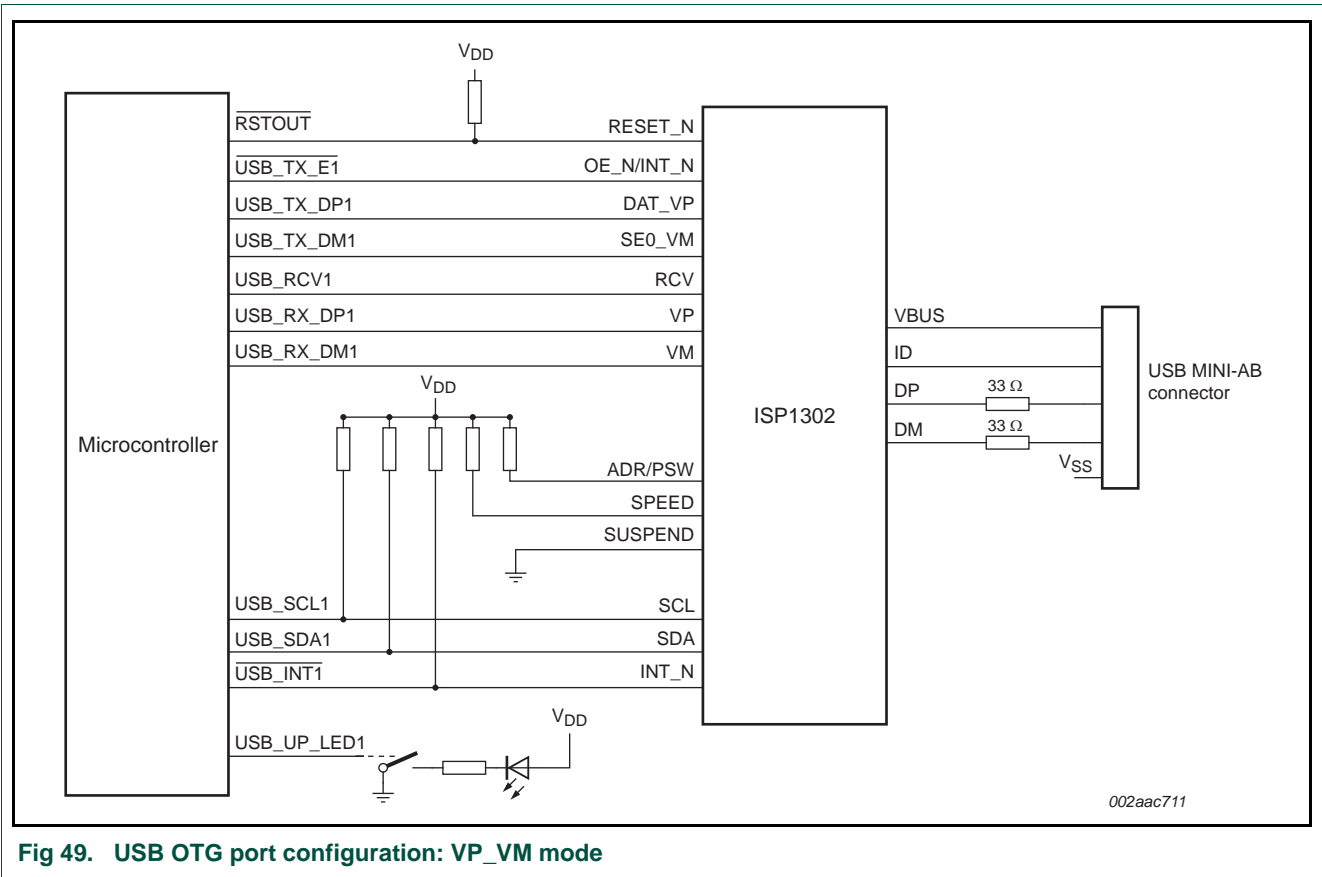 VDD
RSTOUT
RESET_N
USB_TX_E1
OE_N/INT_N
USB_TX_DP1
DAT_VP
USB_TX_DM1
SE0_VM
USB_RCV1
RCV
USB_RX_DP1
VP
USB_RX_DM1
VM
VBUS
ID
DP
33 Ω
DM
33 Ω
VSS
USB MINI-AB
connector
VDD
Microcontroller
ISP1302
ADR/PSW
SPEED
SUSPEND
USB_SCL1
SCL
USB_SDA1
SDA
USB_INT1
INT_N
VDD
USB_UP_LED1
002aac711
Fig 49. USB OTG port configuration: VP_VM mode